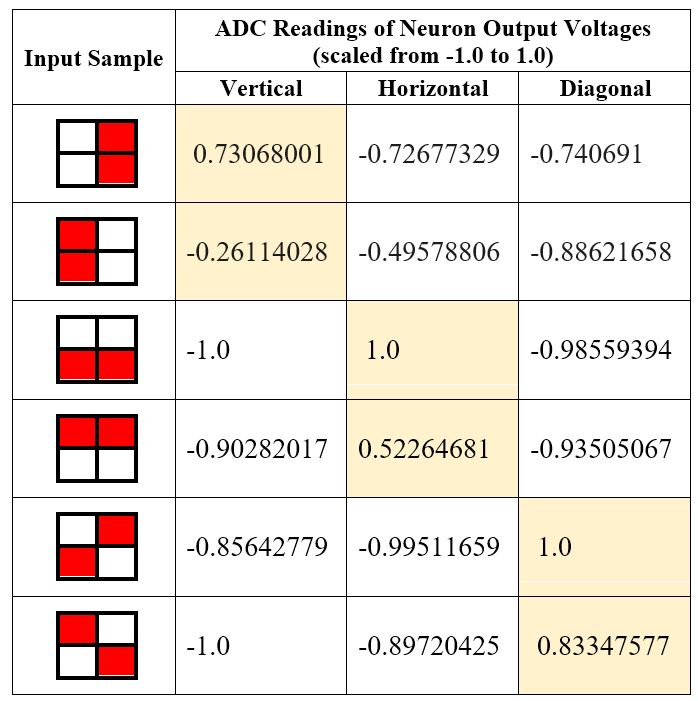 Input Sample
ADC Readings of Neuron Output Voltages
(scaled from -1.0 to 1.0)
Vertical Horizontal Diagonal
0.73068001 -0.72677329 -0.740691
-0.26114028 -0.49578806 -0.88621658
-1.0 1.0 -0.98559394
-0.90282017 0.52264681 -0.93505067
-0.85642779 -0.99511659 1.0
-1.0 -0.89720425 0.83347577